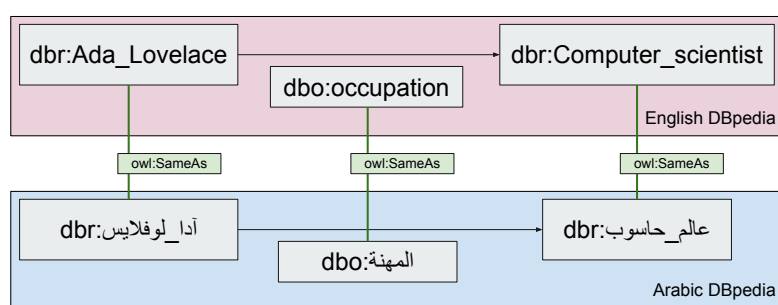 dbr:Ada_Lovelace
dbr:Computer_scientist
dbo:occupation
English DBpedia
owl:SameAs
owl:SameAs
owl:SameAs
dbr:آدا_لوفلايس
dbr:عالم_حاسوب
dbo:المهنة
Arabic DBpedia